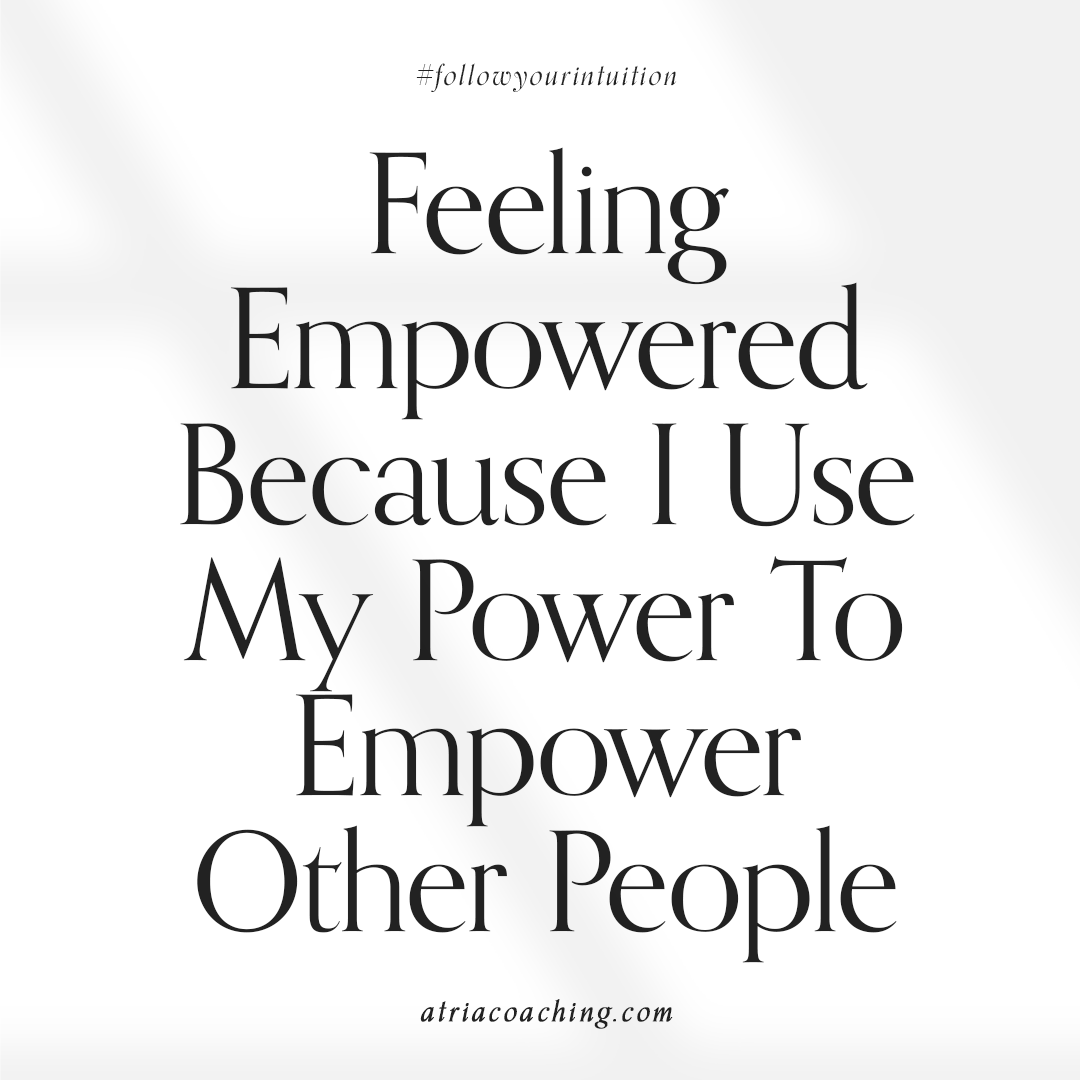 #followyourintuition
Feeling
Empowered
Because I Use
My Power To
Empower
Other People
atriacoaching.com